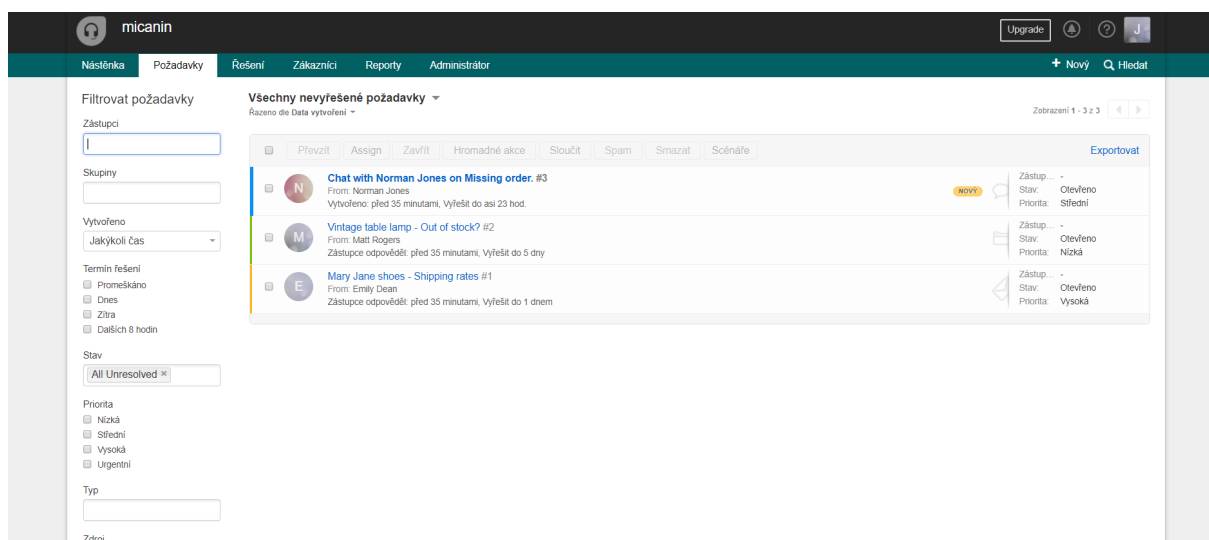 micanin
Upgrade
?
J
Nástěnka Požadavky Řešení Zákazníci Reporty Administrátor + Nový Hledat
Filtrovat požadavky
Zástupci
Skupiny
Vytvořeno
Jakýkoli čas
Termín řešení
Promeškáno
Dnes
Zítra
Dalších 8 hodin
Stav
All Unresolved ×
Priorita
Nízká
Střední
Vysoká
Urgentní
Typ
Zdroj
Všechny nevyřešené požadavky
Řazeno dle Data vytvoření
Zobrazení 1 - 3 z 3
Převzít Assign Zavřít Hromadné akce Sloučit Spam Smazat Scénáře Exportovat
N
Chat with Norman Jones on Missing order. #3
From: Norman Jones
Vytvořeno: před 35 minutami, Vyřešit do asi 23 hod.
NOVÝ
Zástup... -
Stav: Otevřeno
Priorita: Střední
M
Vintage table lamp - Out of stock? #2
From: Matt Rogers
Zástupce odpověděl: před 35 minutami, Vyřešit do 5 dny
Zástup... -
Stav: Otevřeno
Priorita: Nízká
E
Mary Jane shoes - Shipping rates #1
From: Emily Dean
Zástupce odpověděl: před 35 minutami, Vyřešit do 1 dnem
Zástup... -
Stav: Otevřeno
Priorita: Vysoká